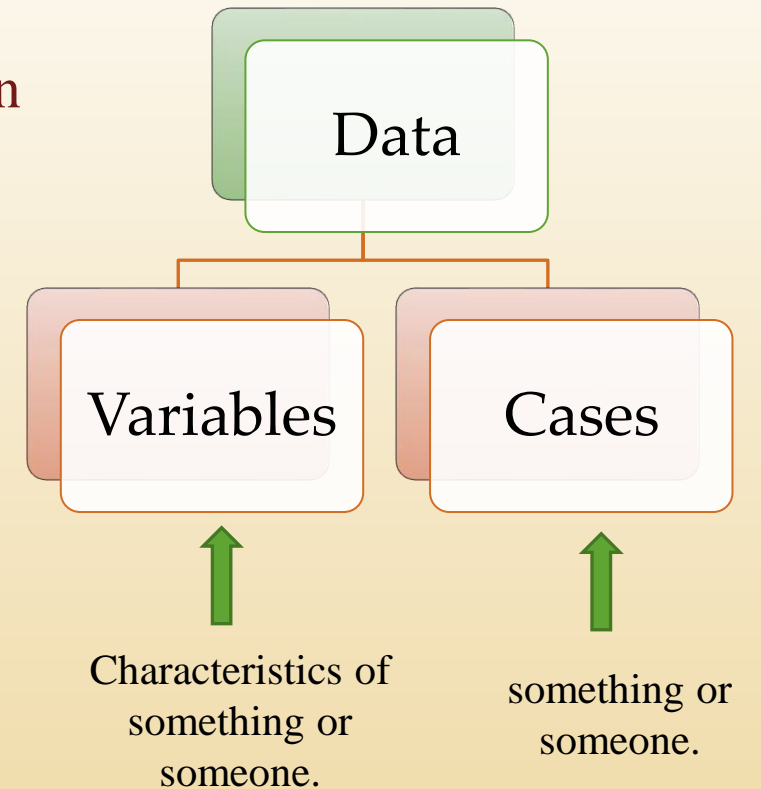 n
Data
Variables
Cases
Characteristics of
something or
someone.
something or
someone.